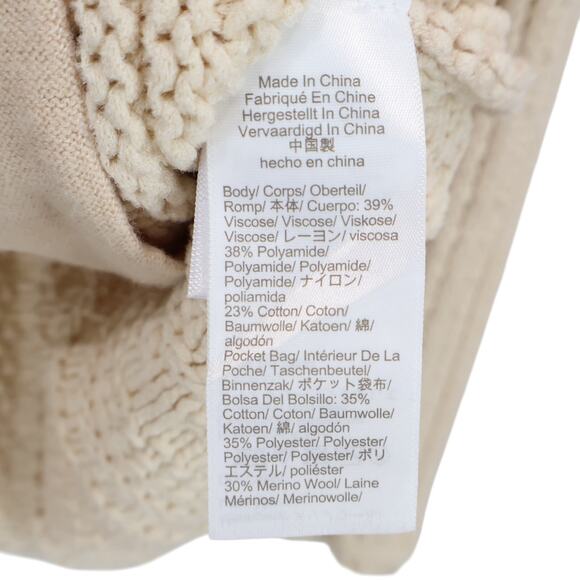 Made In China
Fabriqué En Chine
Hergestellt In China
Vervaardigd In China
中国製
hecho en china
Body/ Corps/ Oberteil/
Romp/ 本体/ Cuerpo: 39%
Viscose/ Viscose/ Viskose/
Viscose/ レーヨン/ viscosa
38% Polyamide/
Polyamide/ Polyamide/
Polyamide/ ナイロン/
poliamida
23% Cotton/ Coton/
Baumwolle/ Katoen/ 綿/
algodón
Pocket Bag/ Intérieur De La
Poche/ Taschenbeutel/
Binnenzak/ ポケット袋布/
Bolsa Del Bolsillo: 35%
Cotton/ Coton/ Baumwolle/
Katoen/ 綿/ algodón
35% Polyester/ Polyester/
Polyester/ Polyester/ ポリ
エステル/ poliéster
30% Merino Wool/ Laine
Mérinos/ Merinowolle/